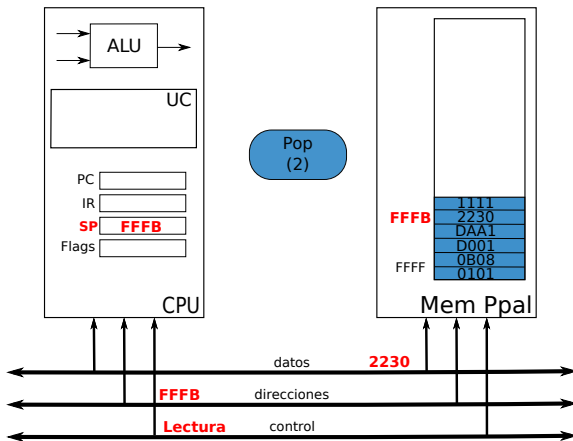 ALU
UC
PC
IR
SP FFFB
Flags
CPU
Pop
(2)
1111
FFFB 2230
DAA1
D001
FFFF 0B08
0101
Mem Ppal
datos 2230
FFFB direcciones
Lectura control